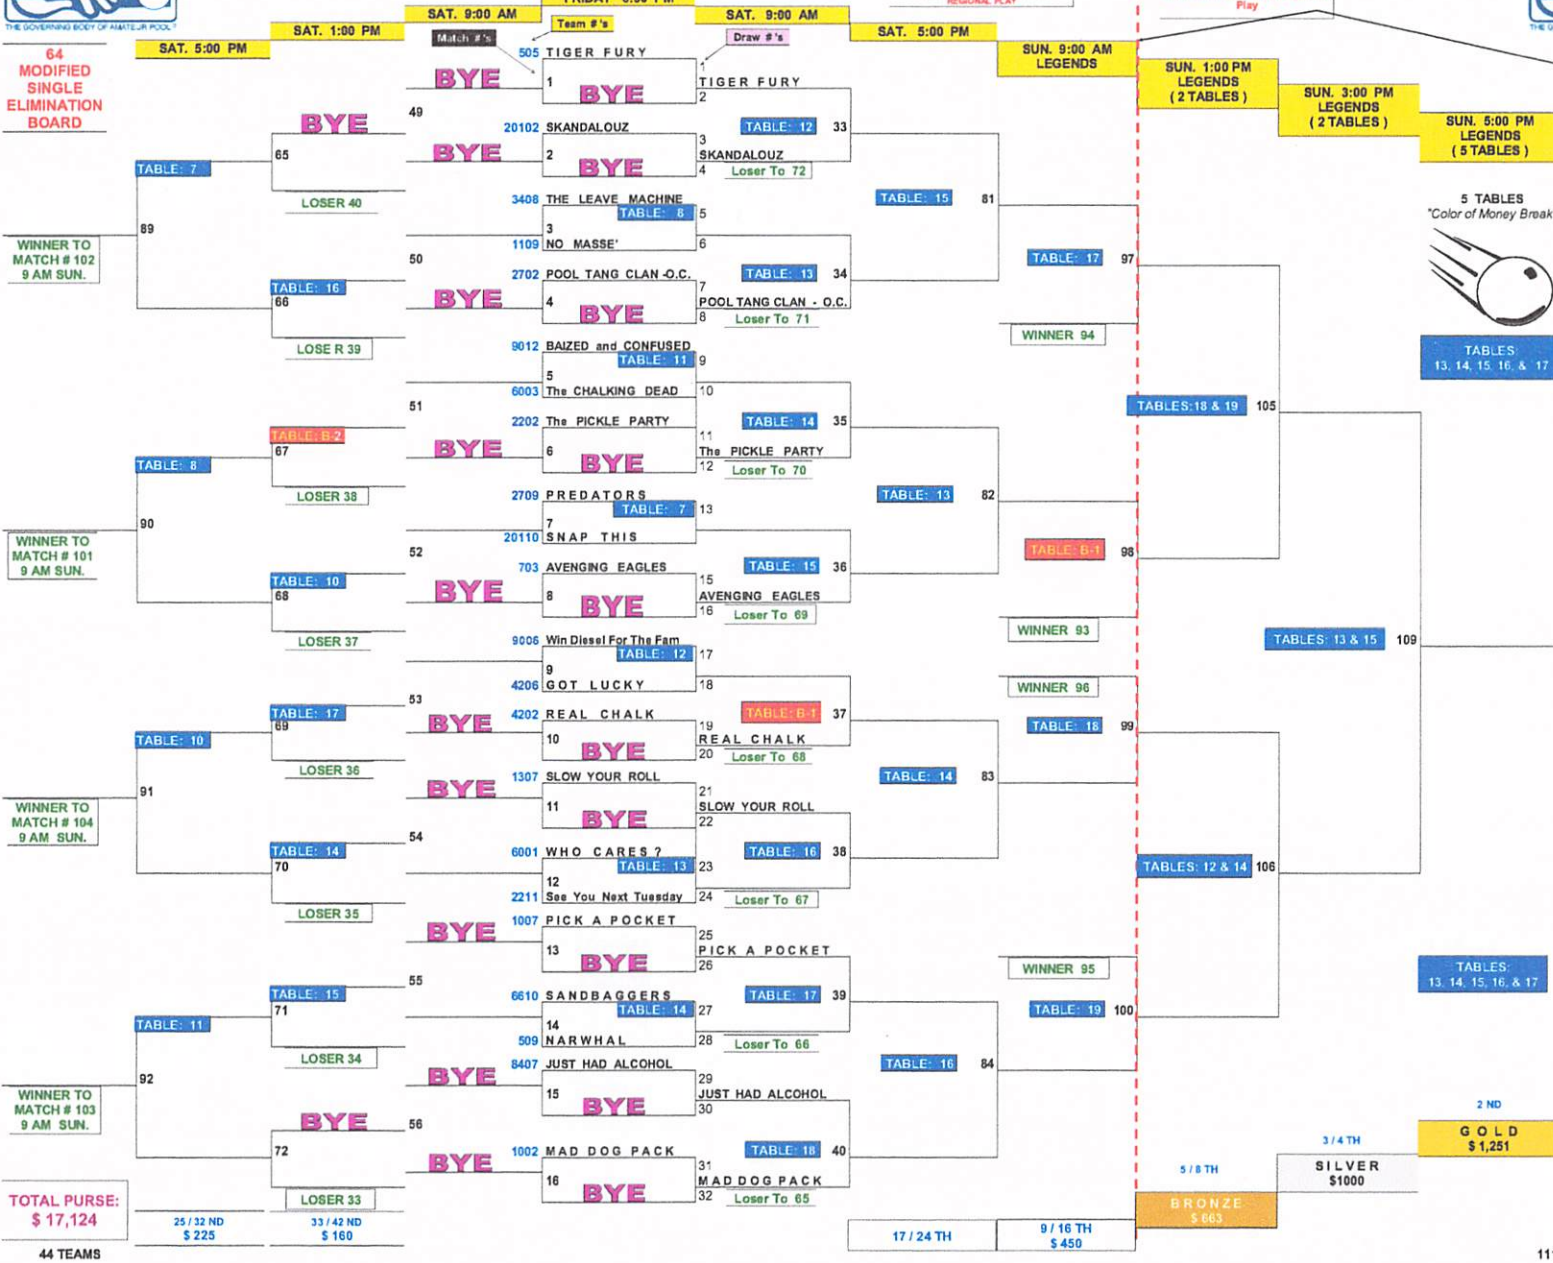 THE GOVERNING BODY OF AMATEUR POOL
64
MODIFIED
SINGLE
ELIMINATION
BOARD
SAT. 5:00 PM
SAT. 1:00 PM
SAT. 9:00 AM
Team #'s
Match #'s
SAT. 9:00 AM
Draw #'s
REGIONAL PLAY
SAT. 5:00 PM
SUN. 9:00 AM
LEGENDS
Play
SUN. 1:00 PM
LEGENDS
( 2 TABLES )
SUN. 3:00 PM
LEGENDS
( 2 TABLES )
SUN. 5:00 PM
LEGENDS
( 5 TABLES )
5 TABLES
"Color of Money Break
TABLES:
13, 14, 15, 16, & 17
TABLES:
13, 14, 15, 16, & 17
TABLE: 7
89
WINNER TO
MATCH # 102
9 AM SUN.
TABLE: 8
90
WINNER TO
MATCH # 101
9 AM SUN.
TABLE: 10
91
WINNER TO
MATCH # 104
9 AM SUN.
TABLE: 11
92
WINNER TO
MATCH # 103
9 AM SUN.
BYE
65
LOSER 40
TABLE: 16
66
LOSE R 39
TABLE: B-2
67
LOSER 38
TABLE: 10
68
LOSER 37
TABLE: 17
69
LOSER 36
TABLE: 14
70
LOSER 35
TABLE: 15
71
LOSER 34
BYE
72
LOSER 33
BYE
49
BYE
50
BYE
51
BYE
52
BYE
53
BYE
BYE
54
BYE
55
BYE
56
BYE
505 TIGER FURY
1 BYE
1
TIGER FURY
2
20102 SKANDALOUZ
2 BYE
TABLE: 12 33
3
SKANDALOUZ
4 Loser To 72
3408 THE LEAVE MACHINE
TABLE: 8 5
3
1109 NO MASSE' 6
2702 POOL TANG CLAN -O.C.
4 BYE
TABLE: 13 34
7
POOL TANG CLAN - O.C.
8 Loser To 71
9012 BAIZED and CONFUSED
TABLE: 11 9
5
6003 The CHALKING DEAD 10
2202 The PICKLE PARTY
6 BYE
TABLE: 14 35
11
The PICKLE PARTY
12 Loser To 70
2709 PREDATORS
TABLE: 7 13
7
20110 SNAP THIS
703 AVENGING EAGLES
8 BYE
TABLE: 15 36
15
AVENGING EAGLES
16 Loser To 69
9006 Win Diesel For The Fam
TABLE: 12 17
9
4206 GOT LUCKY 18
4202 REAL CHALK
10 BYE
TABLE: B-1 37
19
REAL CHALK
20 Loser To 68
1307 SLOW YOUR ROLL
11 BYE
21
SLOW YOUR ROLL
22
6001 WHO CARES ?
TABLE: 13 23
TABLE: 16 38
12
2211 See You Next Tuesday 24 Loser To 67
1007 PICK A POCKET
13 BYE
25
PICK A POCKET
26
6610 SANDBAGGERS
TABLE: 14 27
TABLE: 17 39
14
509 NARWHAL 28 Loser To 66
8407 JUST HAD ALCOHOL
15 BYE
29
JUST HAD ALCOHOL
30
1002 MAD DOG PACK
16 BYE
TABLE: 18 40
31
MAD DOG PACK
32 Loser To 65
TABLE: 15 81
TABLE: 13 82
TABLE: 14 83
TABLE: 16 84
TABLE: 17 97
WINNER 94
TABLE: B-1 98
WINNER 93
WINNER 96
TABLE: 18 99
WINNER 95
TABLE: 19 100
TABLES:18 & 19 105
TABLES: 12 & 14 106
TABLES: 13 & 15 109
TOTAL PURSE:
$ 17,124
44 TEAMS
25 / 32 ND
$ 225
33 / 42 ND
$ 160
17 / 24 TH
9 / 16 TH
$ 450
5 / 8 TH
BRONZE
$ 663
3 / 4 TH
SILVER
$1000
2 ND
GOLD
$ 1,251